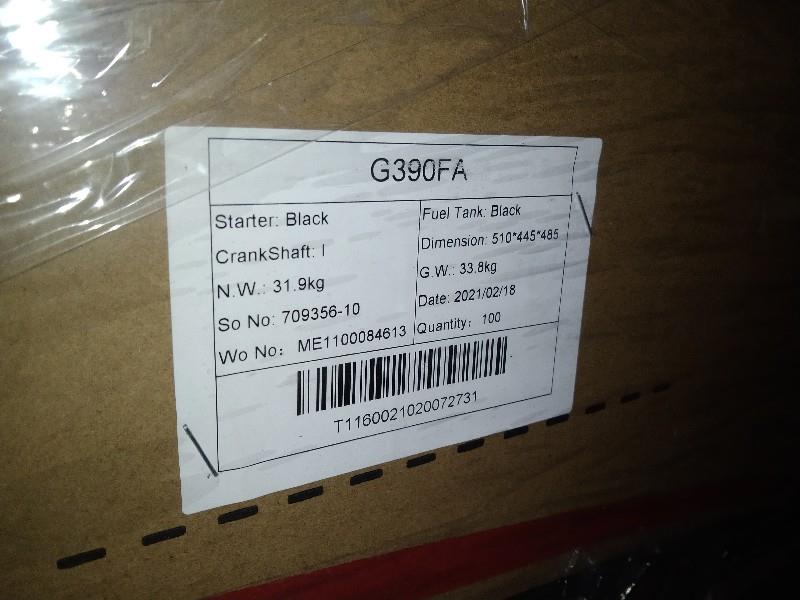 G390FA
Starter: Black
Fuel Tank: Black
CrankShaft: I
Dimension: 510*445*485
N.W.: 31.9kg
G.W.: 33.8kg
So No: 709356-10
Date: 2021/02/18
Wo No: ME1100084613
Quantity: 100
T1160021020072731